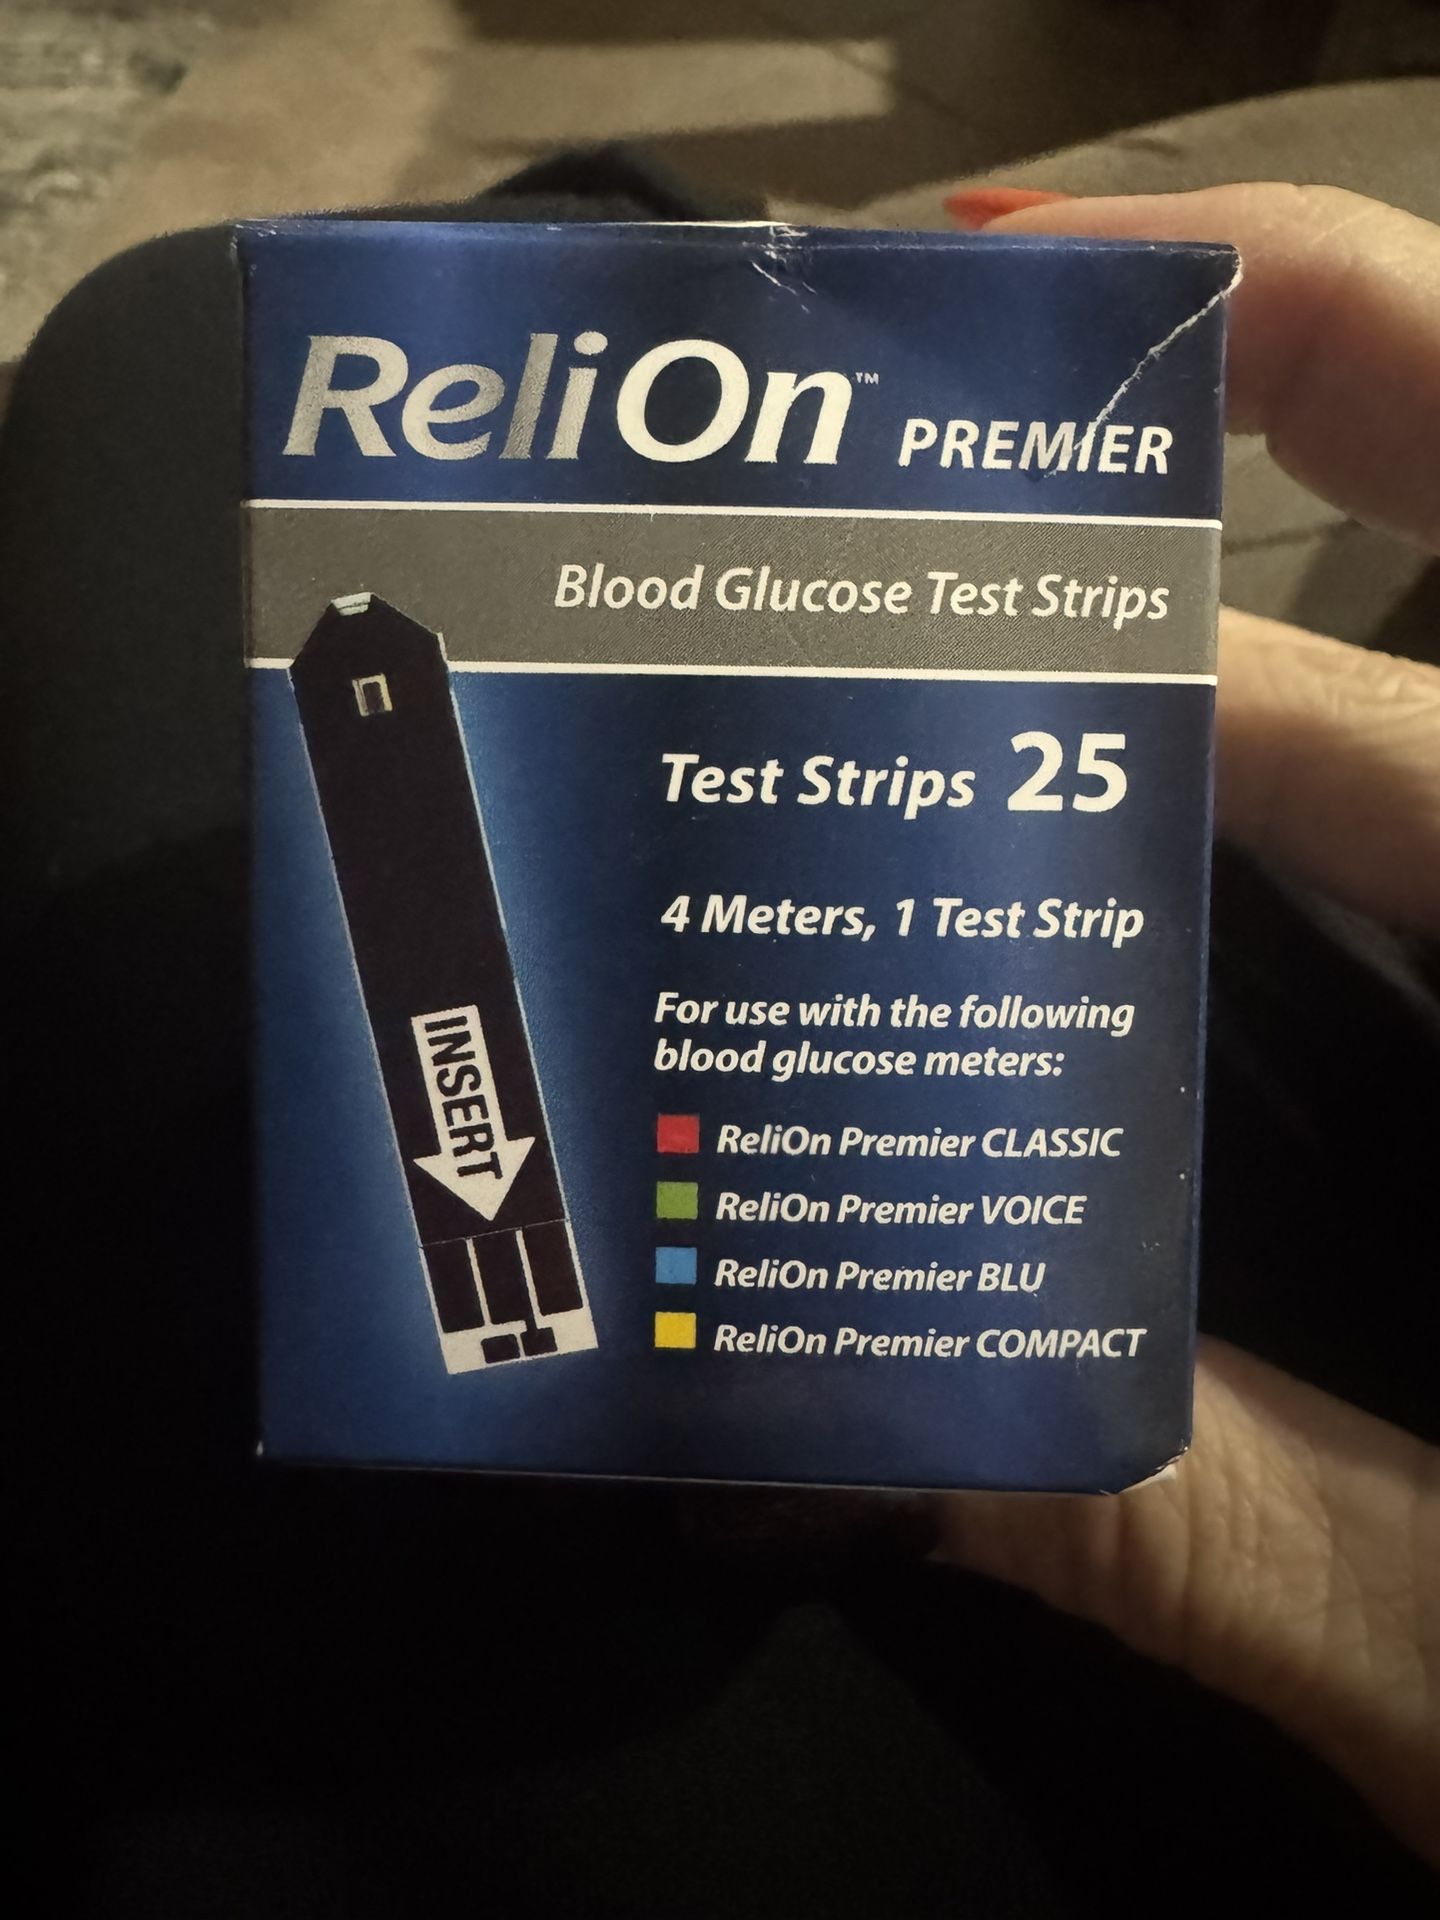 ReliOn™ PREMIER
Blood Glucose Test Strips
Test Strips 25
4 Meters, 1 Test Strip
For use with the following
blood glucose meters:
ReliOn Premier CLASSIC
ReliOn Premier VOICE
ReliOn Premier BLU
ReliOn Premier COMPACT
INSERT